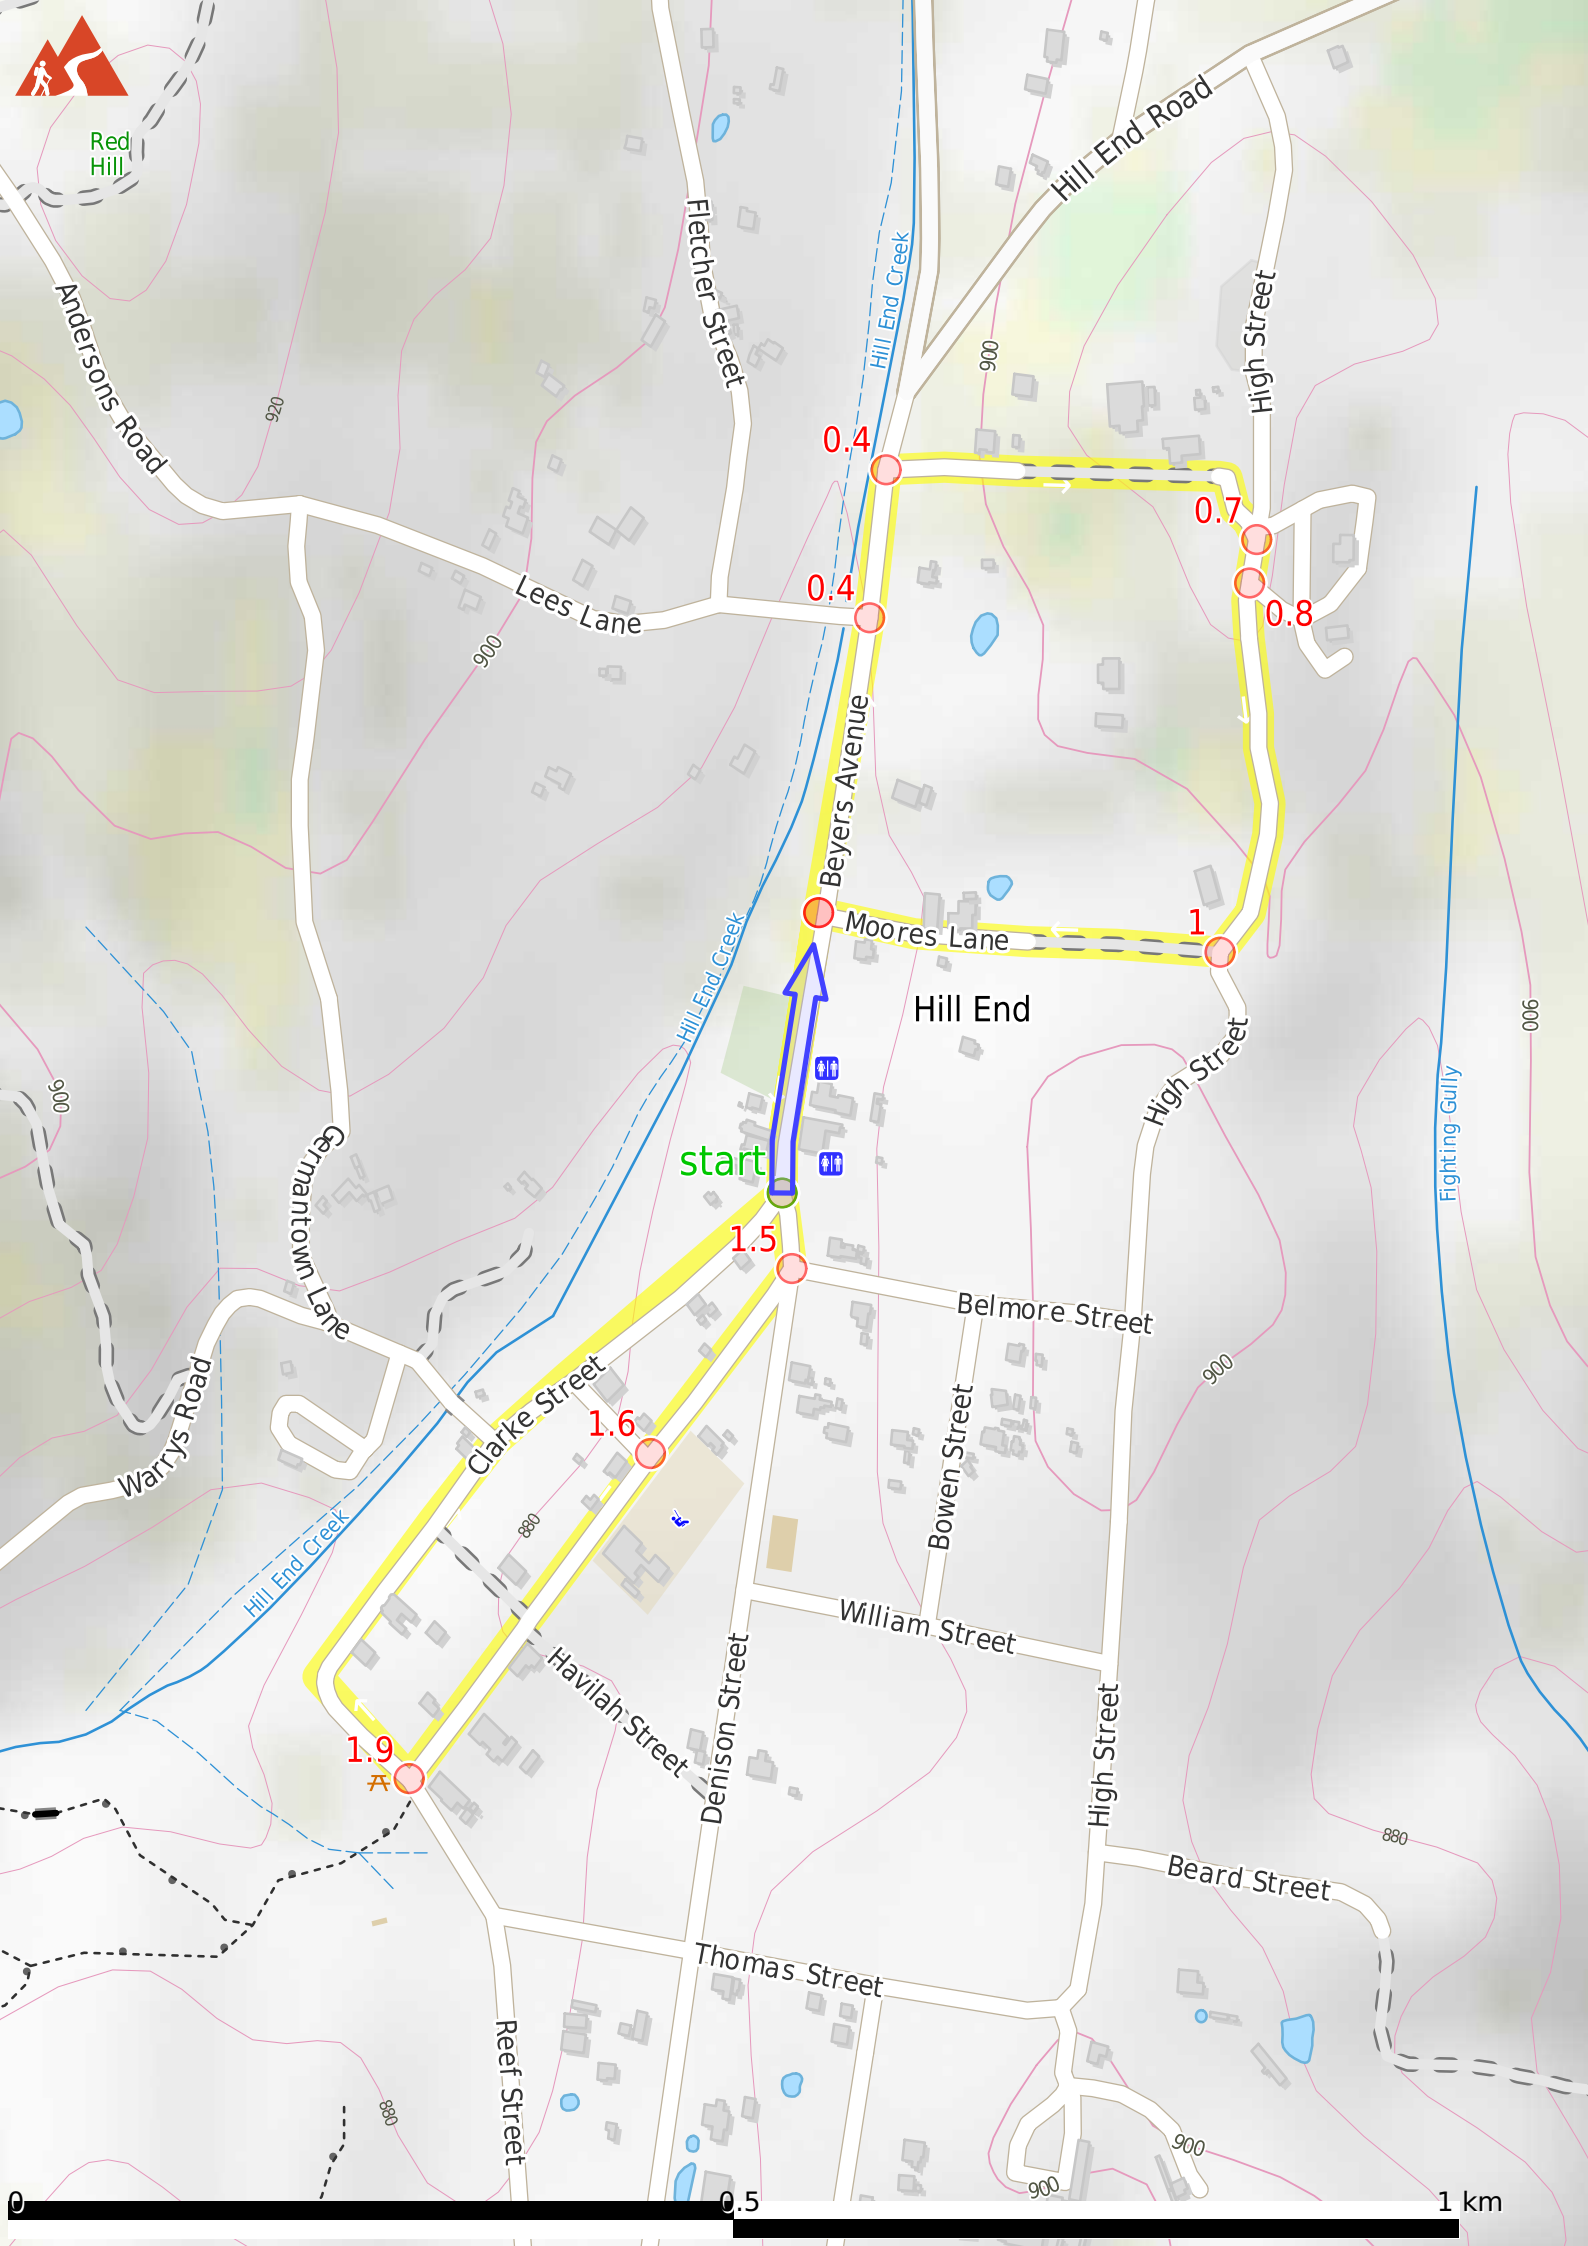 Red
Hill
Hill End Road
Fletcher Street
Hill End Creek
High Street
Andersons Road
900
920
0.4
0.7
0.4
0.8
Lees Lane
900
Beyers Avenue
Moores Lane
1
Hill End Creek
Hill End
900
High Street
900
Germantown Lane
start
Fighting Gully
1.5
Belmore Street
900
Warrys Road
Clarke Street
1.6
Bowen Street
880
Hill End Creek
William Street
Havilah Street
Denison Street
High Street
1.9
880
Beard Street
Thomas Street
Reef Street
880
900
900
0
0.5
1 km